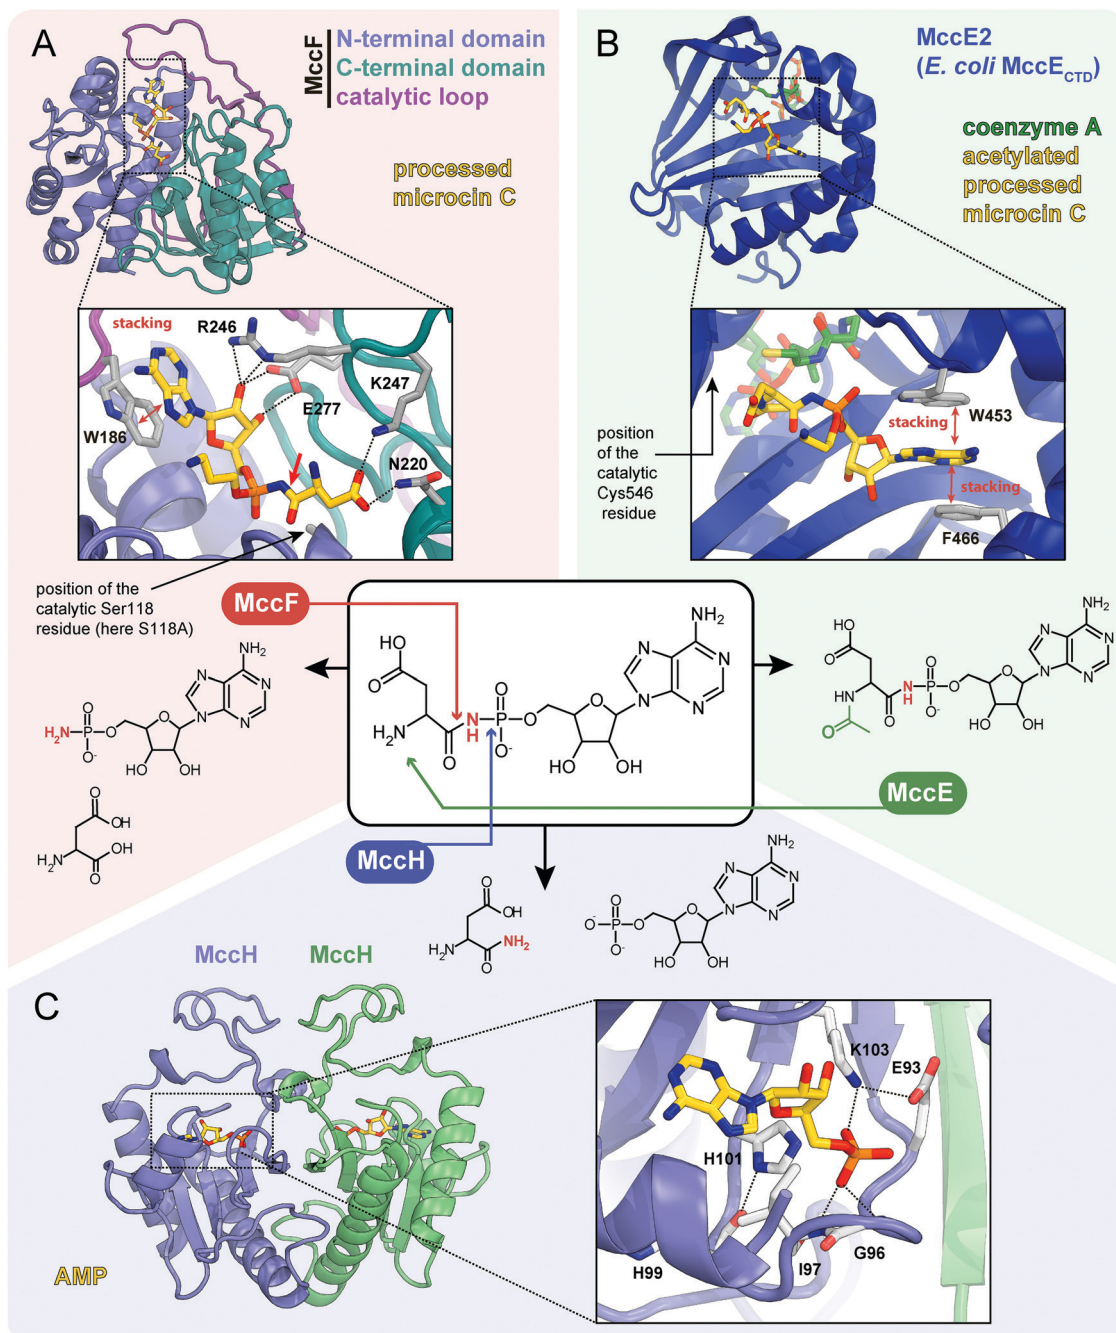 A
MccF
N-terminal domain
C-terminal domain
catalytic loop
processed
microcin C
stacking
R246
K247
E277
W186
N220
position of the
catalytic Ser118
residue (here S118A)
B
MccE2
(E. coli MccE_CTD)
coenzyme A
acetylated
processed
microcin C
position
of the
catalytic
Cys546
residue
stacking
W453
stacking
F466
MccF
HO
O
H₂N
O
N
H
O
P
O⁻
O
O
HO
OH
N
N
N
N
NH₂
H₂N
O
P
O⁻
O
O
HO
OH
N
N
N
N
NH₂
O
OH
H₂N
OH
O
HO
O
NH
O
O
N
H
O
P
O⁻
O
O
HO
OH
N
N
N
N
NH₂
MccE
MccH
O
OH
H₂N
NH₂
O
O⁻
O
P
O⁻
O
O
HO
OH
N
N
N
N
NH₂
MccH
MccH
C
AMP
K103
E93
H101
G96
I97
H99